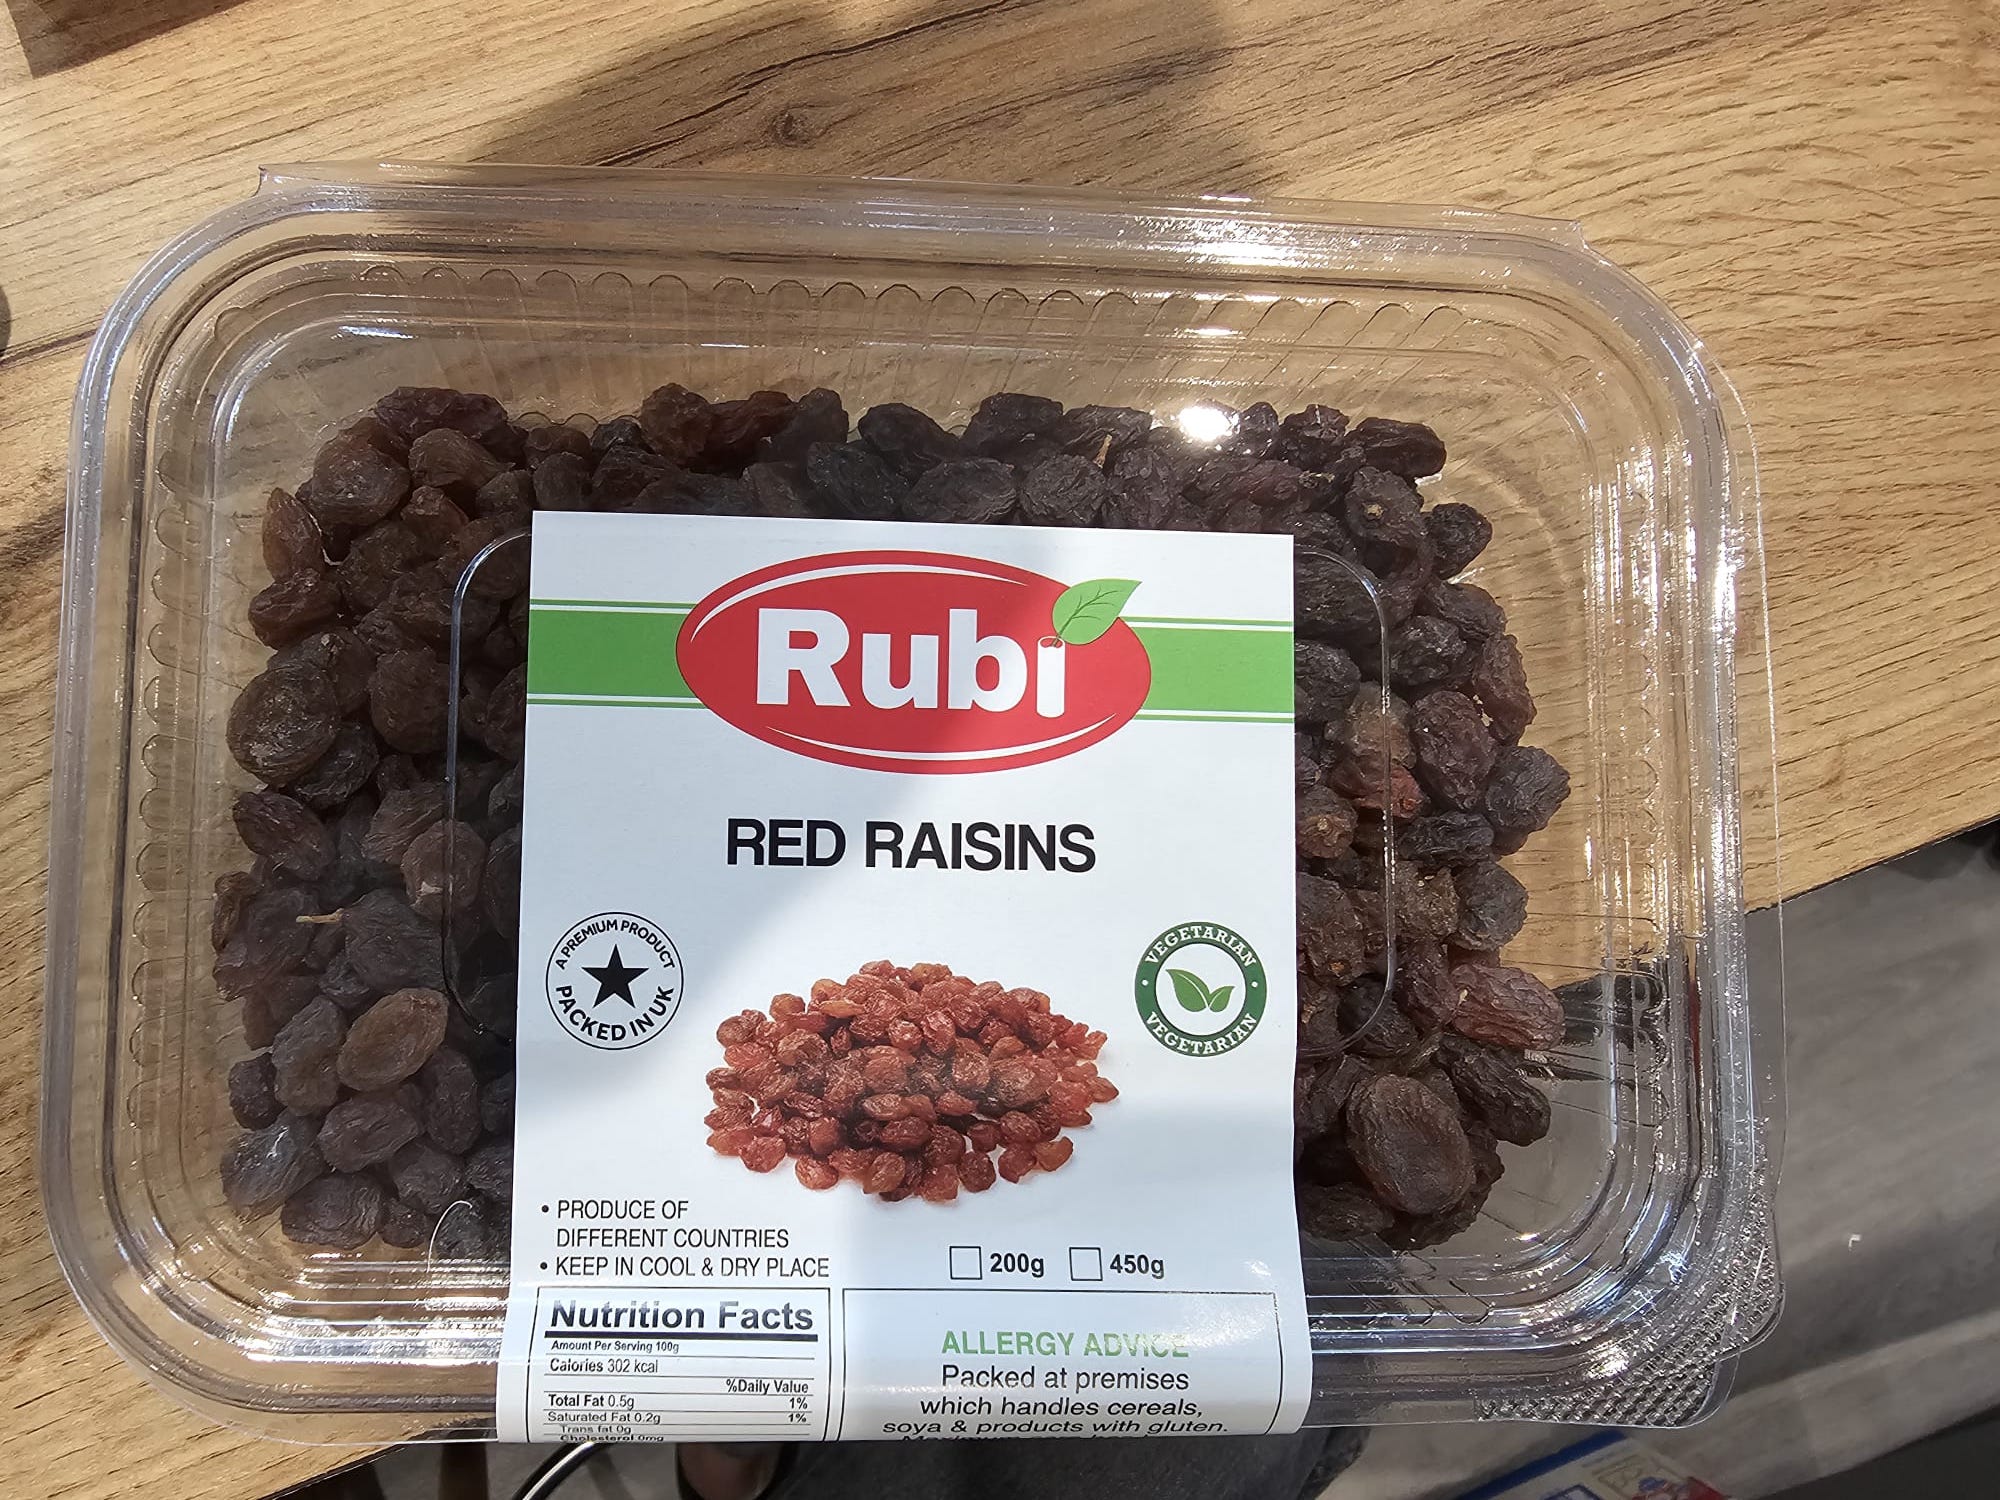 Rubi
RED RAISINS
A PREMIUM PRODUCT
PACKED IN UK
VEGETARIAN
VEGETARIAN
• PRODUCE OF
DIFFERENT COUNTRIES
• KEEP IN COOL & DRY PLACE
200g 450g
Nutrition Facts
Amount Per Serving 100g
Calories 302 kcal
%Daily Value
Total Fat 0.5g 1%
Saturated Fat 0.2g 1%
Trans fat 0g
Cholesterol 0mg
ALLERGY ADVICE
Packed at premises
which handles cereals,
soya & products with gluten.